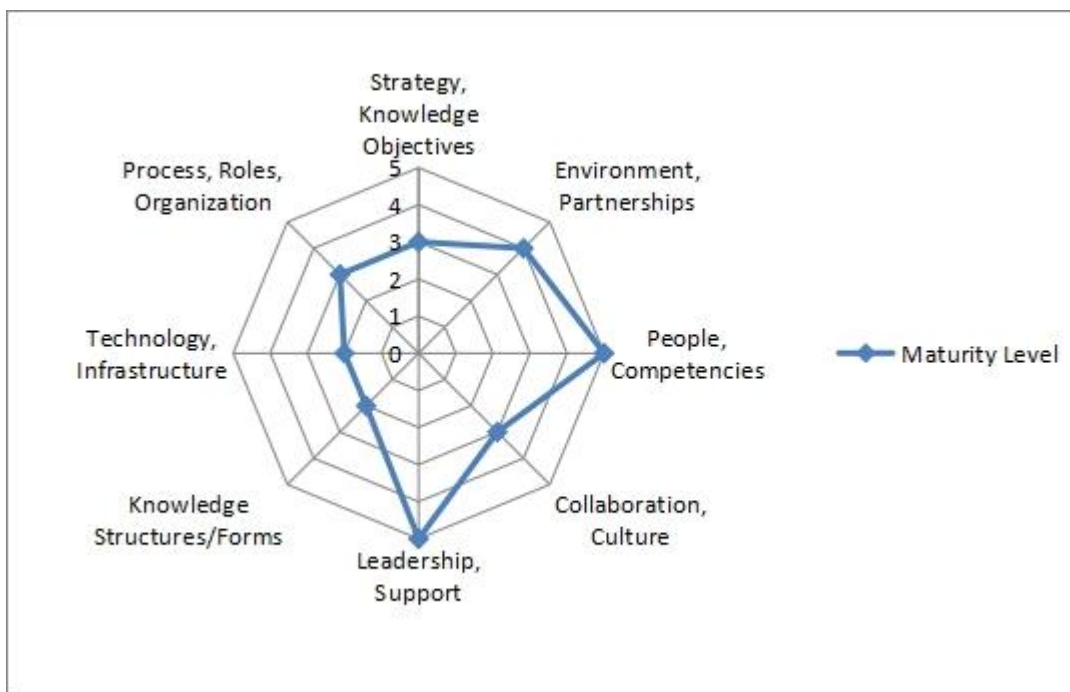 Strategy,
Knowledge
Objectives
Process, Roles,
Organization
Environment,
Partnerships
5
4
3
2
1
0
Technology,
Infrastructure
People,
Competencies
Maturity Level
Knowledge
Structures/Forms
Collaboration,
Culture
Leadership,
Support